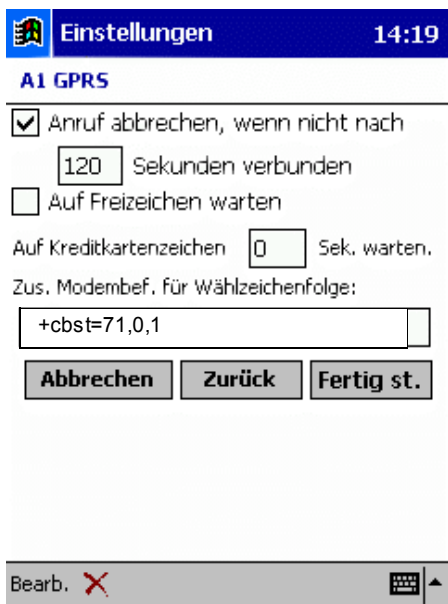 Einstellungen 14:19
A1 GPRS
Anruf abbrechen, wenn nicht nach
120 Sekunden verbunden
Auf Freizeichen warten
Auf Kreditkartenzeichen 0 Sek. warten.
Zus. Modembef. für Wählzeichenfolge:
+cbst=71,0,1
Abbrechen Zurück Fertig st.
Bearb.